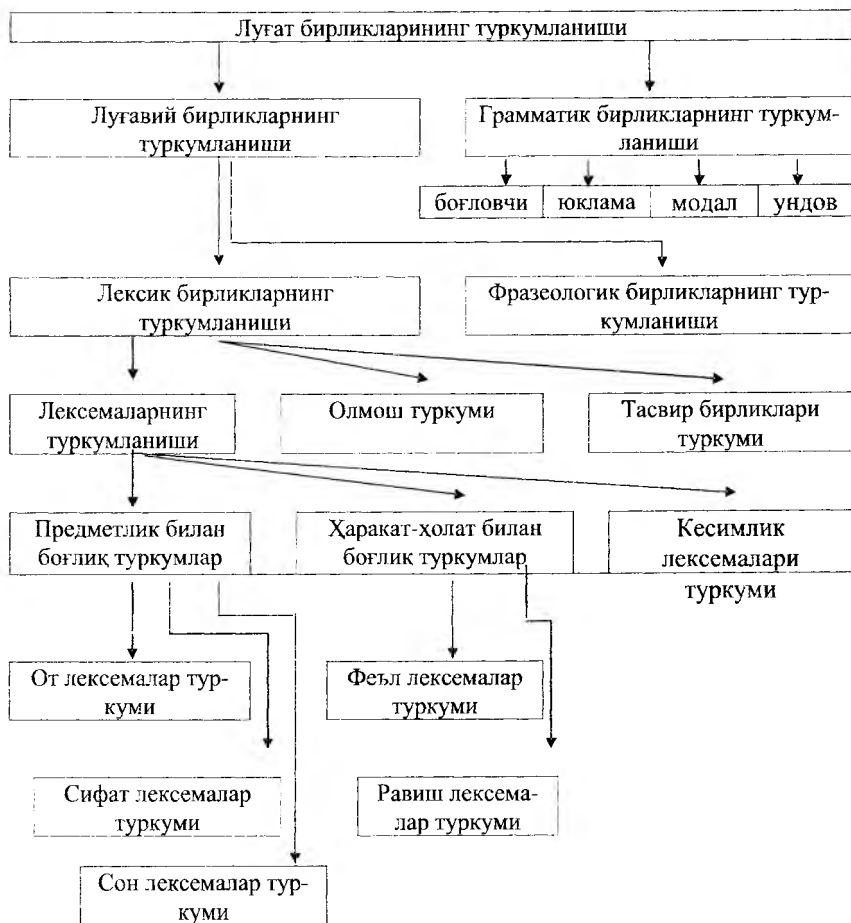 Луғат бирликларининг туркумланиши
Луғавий бирликларнинг
туркумланиши
Грамматик бирликларнинг туркум-
ланиши
боғловчи
юклама
модал
ундов
Лексик бирликларнинг
туркумланиши
Фразеологик бирликларнинг тур-
кумланиши
Лексемаларнинг
туркумланиши
Олмош туркуми
Тасвир бирликлари
туркуми
Предметлик билан
боғлиқ туркумлар
Ҳаракат-ҳолат билан
боғлиқ туркумлар
Кесимлик
лексемалари
туркуми
От лексемалар тур-
куми
Феъл лексемалар
туркуми
Сифат лексемалар
туркуми
Равиш лексема-
лар туркуми
Сон лексемалар тур-
куми